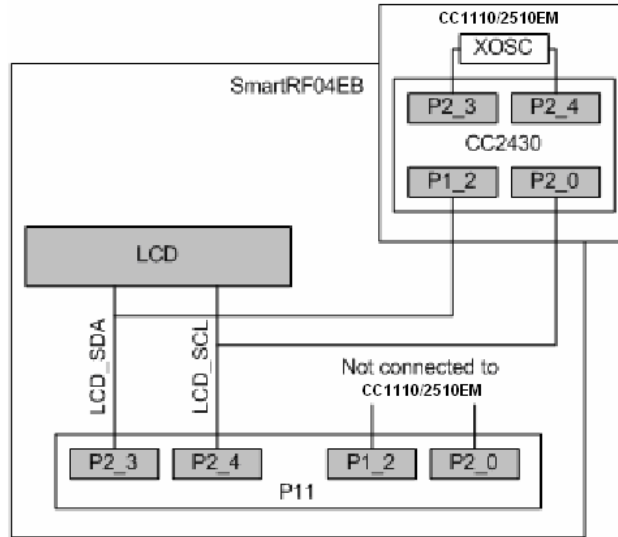 CC1110/2510EM
XOSC
SmartRF04EB
P2_3 P2_4
CC2430
P1_2 P2_0
LCD
LCD_SDA
LCD_SCL
Not connected to
CC1110/2510EM
P2_3 P2_4 P1_2 P2_0
P11